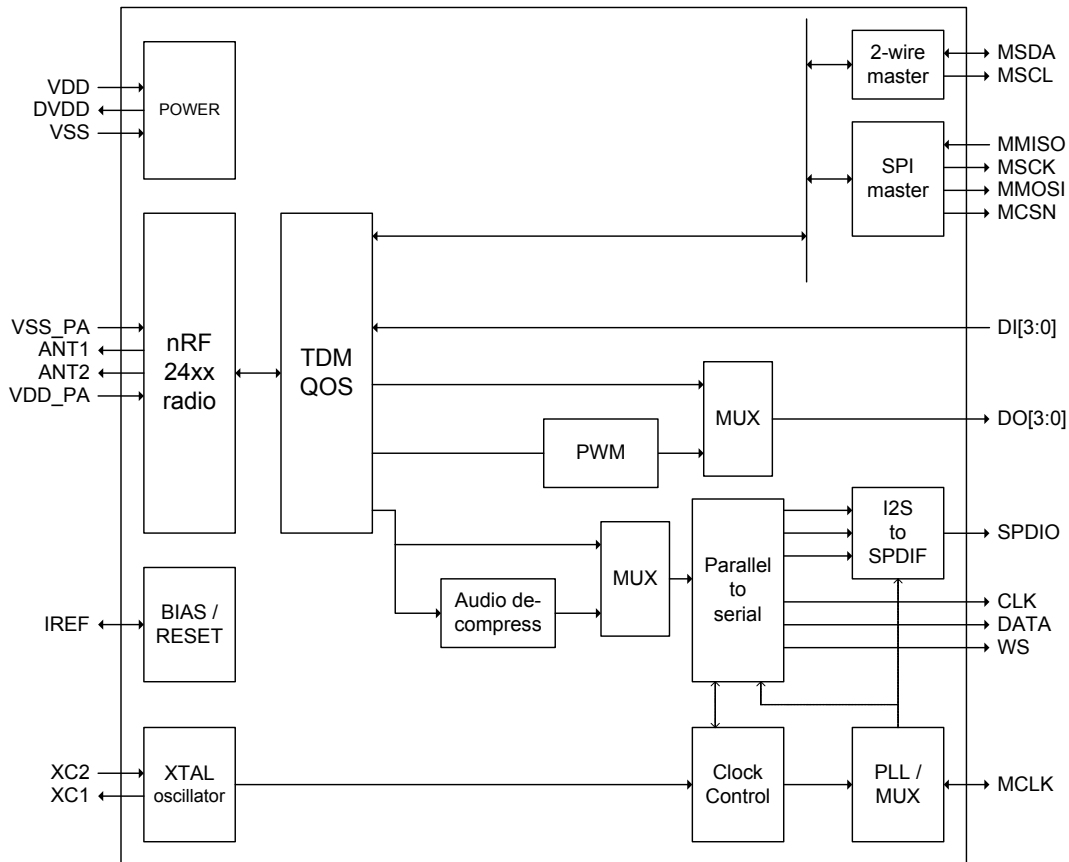 VDD
DVDD
VSS
POWER
2-wire
master
MSDA
MSCL
SPI
master
MMISO
MSCK
MMOSI
MCSN
VSS_PA
ANT1
ANT2
VDD_PA
nRF
24xx
radio
TDM
QOS
DI[3:0]
MUX
DO[3:0]
PWM
Parallel
to
serial
I2S
to
SPDIF
SPDIO
MUX
Audio de-
compress
CLK
DATA
WS
IREF
BIAS /
RESET
XC2
XC1
XTAL
oscillator
Clock
Control
PLL /
MUX
MCLK